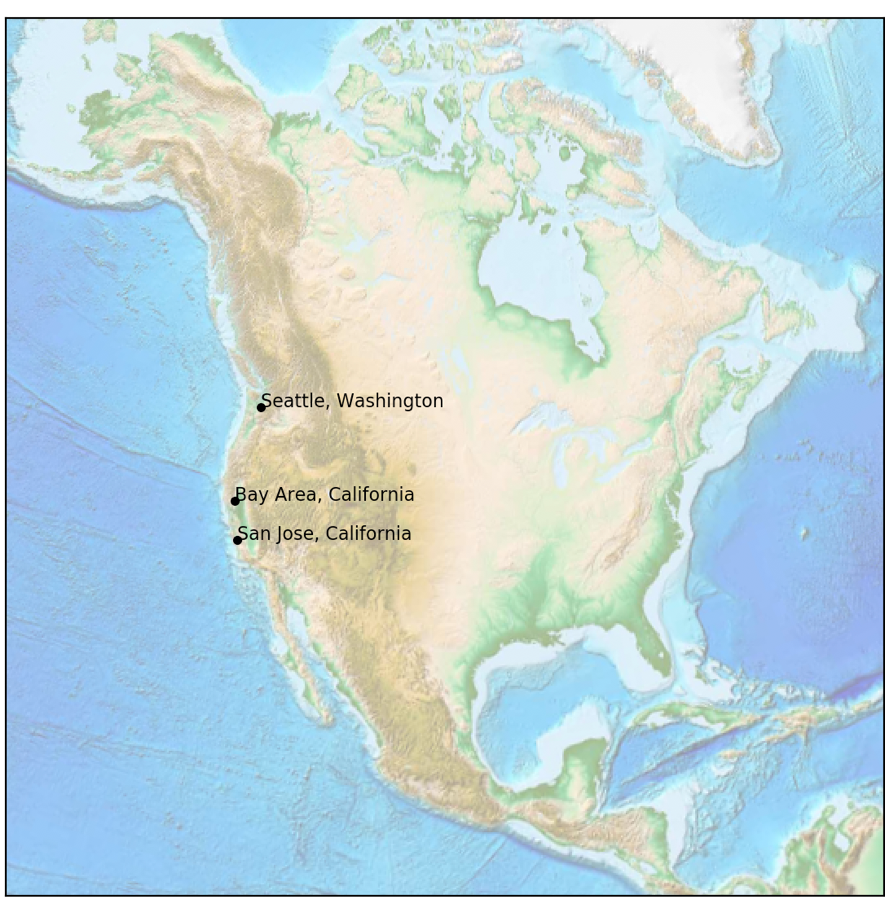 Seattle, Washington
Bay Area, California
San Jose, California